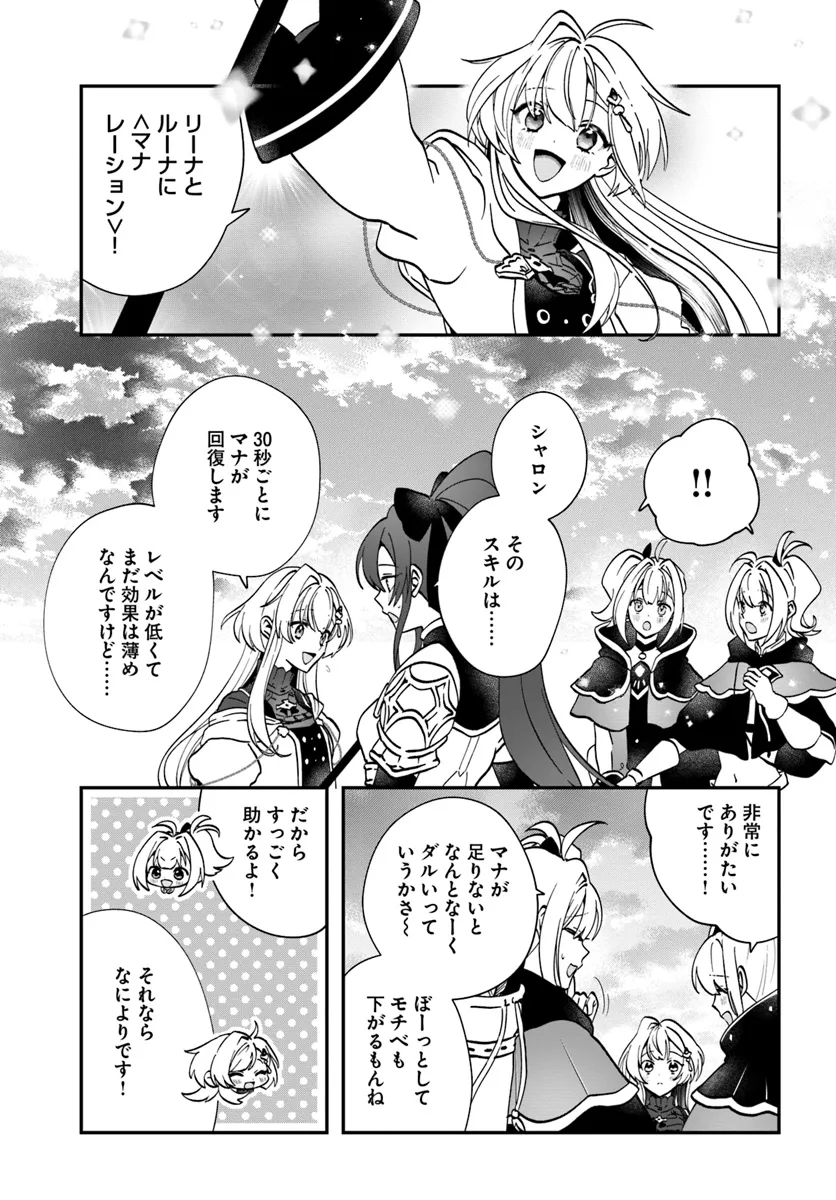 リーナと
ルーナに
<マナ
レーション>!
!!
シャロン
その
スキルは……
30秒ごとに
マナが
回復します
レベルが低くて
まだ効果は薄め
なんですけど……
非常に
ありがたい
です……!
マナが
足りないと
なんとなーく
ダルいって
いうかさ〜
ぼーっとして
モチベも
下がるもんね
だから
すっごく
助かるよ!
それなら
なによりです!